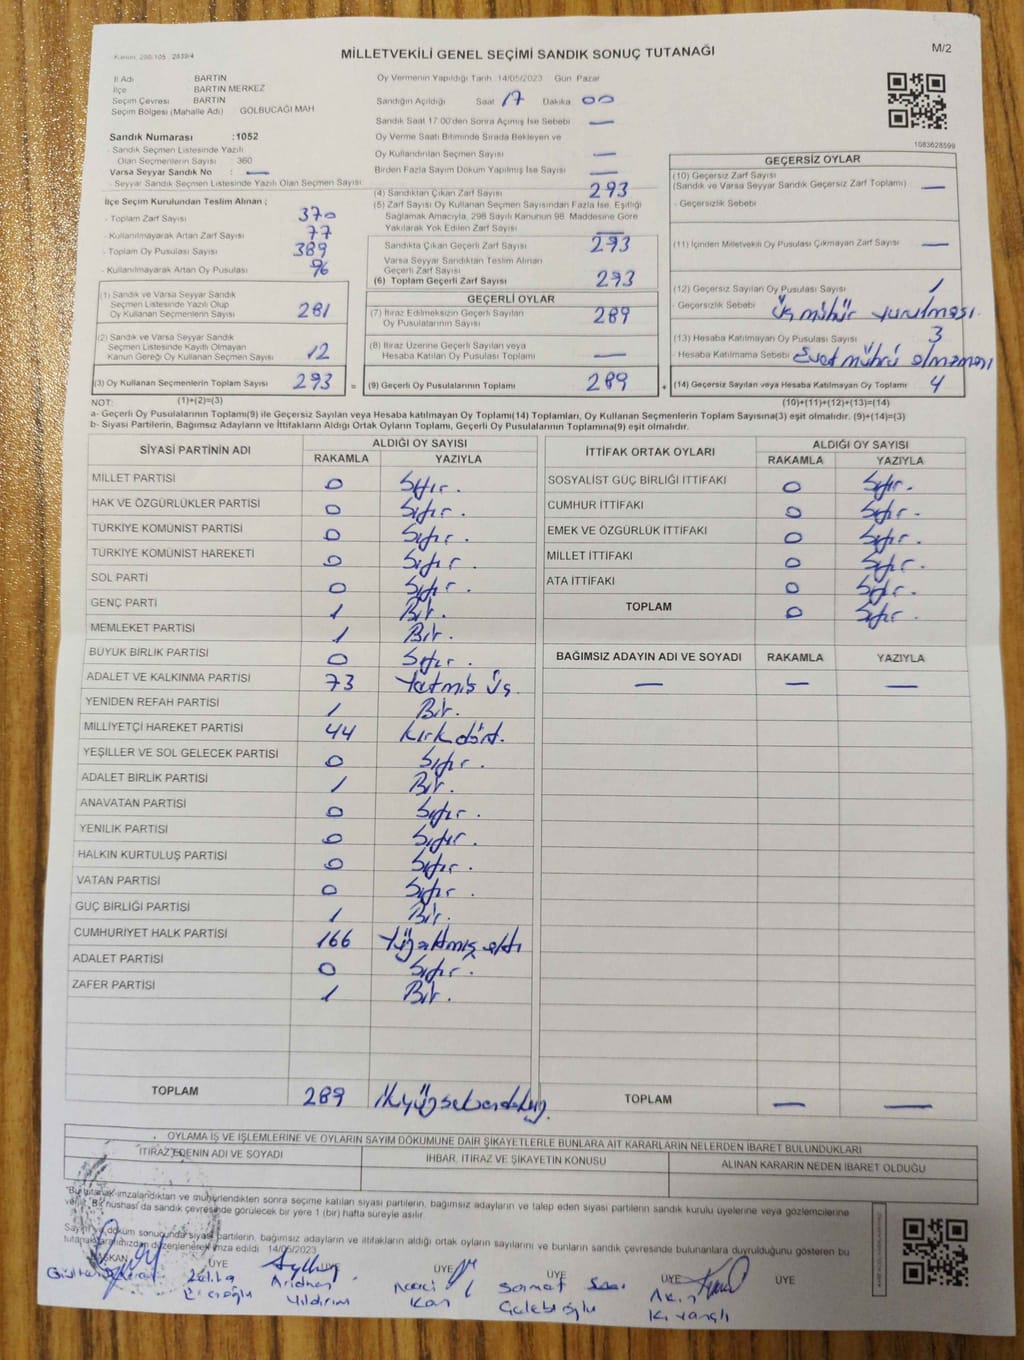 Kanun: 298/105 , 2839/4
MİLLETVEKİLİ GENEL SEÇİMİ SANDIK SONUÇ TUTANAĞI
M/2
İl Adı BARTIN
İlçe BARTIN MERKEZ
Seçim Çevresi BARTIN
Seçim Bölgesi (Mahalle Adı) GÖLBUCAĞI MAH
Sandık Numarası :1052
- Sandık Seçmen Listesinde Yazılı
Olan Seçmenlerin Sayısı 360
Varsa Seyyar Sandık No : —
- Seyyar Sandık Seçmen Listesinde Yazılı Olan Seçmen Sayısı
İlçe Seçim Kurulundan Teslim Alınan ;
- Toplam Zarf Sayısı 370
- Kullanılmayarak Artan Zarf Sayısı 77
- Toplam Oy Pusulası Sayısı 389
- Kullanılmayarak Artan Oy Pusulası 96
(1) Sandık ve Varsa Seyyar Sandık
Seçmen Listesinde Yazılı Olup
Oy Kullanan Seçmenlerin Sayısı 281
(2) Sandık ve Varsa Seyyar Sandık
Seçmen Listesinde Kayıtlı Olmayan
Kanun Gereği Oy Kullanan Seçmen Sayısı 12
(3) Oy Kullanan Seçmenlerin Toplam Sayısı 293 =
Oy Vermenin Yapıldığı Tarih 14/05/2023 Gün Pazar
Sandığın Açıldığı Saat 17 Dakika 00
Sandık Saat 17.00'den Sonra Açılmış İse Sebebi —
Oy Verme Saati Bitiminde Sırada Bekleyen ve
Oy Kullandırılan Seçmen Sayısı —
Birden Fazla Sayım Döküm Yapılmış İse Sayısı —
(4) Sandıktan Çıkan Zarf Sayısı 293
(5) Zarf Sayısı Oy Kullanan Seçmen Sayısından Fazla İse, Eşitliği
Sağlamak Amacıyla, 298 Sayılı Kanunun 98. Maddesine Göre
Yakılarak Yok Edilen Zarf Sayısı —
Sandıkta Çıkan Geçerli Zarf Sayısı 293
Varsa Seyyar Sandıktan Teslim Alınan
Geçerli Zarf Sayısı
(6) Toplam Geçerli Zarf Sayısı 293
GEÇERLİ OYLAR
(7) İtiraz Edilmeksizin Geçerli Sayılan
Oy Pusulalarının Sayısı 289
(8) İtiraz Üzerine Geçerli Sayılan veya
Hesaba Katılan Oy Pusulası Toplamı —
(9) Geçerli Oy Pusulalarının Toplamı 289 +
1083628599
GEÇERSİZ OYLAR
(10) Geçersiz Zarf Sayısı
(Sandık ve Varsa Seyyar Sandık Geçersiz Zarf Toplamı) —
- Geçersizlik Sebebi
(11) İçinden Milletvekili Oy Pusulası Çıkmayan Zarf Sayısı —
(12) Geçersiz Sayılan Oy Pusulası Sayısı 1
- Geçersizlik Sebebi Üç mühür vurulması.
(13) Hesaba Katılmayan Oy Pusulası Sayısı 3
- Hesaba Katılmama Sebebi Evet mührü olmaması
(14) Geçersiz Sayılan veya Hesaba Katılmayan Oy Toplamı 4
NOT: (1)+(2)=(3) (10)+(11)+(12)+(13)=(14)
a- Geçerli Oy Pusulalarının Toplamı(9) ile Geçersiz Sayılan veya Hesaba katılmayan Oy Toplamı(14) Toplamları, Oy Kullanan Seçmenlerin Toplam Sayısına(3) eşit olmalıdır. (9)+(14)=(3)
b- Siyasi Partilerin, Bağımsız Adayların ve İttifakların Aldığı Ortak Oyların Toplamı, Geçerli Oy Pusulalarının Toplamına(9) eşit olmalıdır.
SİYASİ PARTİNİN ADI ALDIĞI OY SAYISI
RAKAMLA YAZIYLA
MİLLET PARTİSİ 0 Sıfır.
HAK VE ÖZGÜRLÜKLER PARTİSİ 0 Sıfır.
TÜRKİYE KOMÜNİST PARTİSİ 0 Sıfır.
TÜRKİYE KOMÜNİST HAREKETİ 0 Sıfır.
SOL PARTİ 0 Sıfır.
GENÇ PARTİ 1 Bir.
MEMLEKET PARTİSİ 1 Bir.
BÜYÜK BİRLİK PARTİSİ 0 Sıfır.
ADALET VE KALKINMA PARTİSİ 73 Yetmiş üç.
YENİDEN REFAH PARTİSİ 1 Bir.
MİLLİYETÇİ HAREKET PARTİSİ 44 Kırk dört.
YEŞİLLER VE SOL GELECEK PARTİSİ 0 Sıfır.
ADALET BİRLİK PARTİSİ 1 Bir.
ANAVATAN PARTİSİ 0 Sıfır.
YENİLİK PARTİSİ 0 Sıfır.
HALKIN KURTULUŞ PARTİSİ 0 Sıfır.
VATAN PARTİSİ 0 Sıfır.
GÜÇ BİRLİĞİ PARTİSİ 1 Bir.
CUMHURİYET HALK PARTİSİ 166 Yüzaltmış altı
ADALET PARTİSİ 0 Sıfır.
ZAFER PARTİSİ 1 Bir.
TOPLAM 289 İkiyüzseksendokuz.
İTTİFAK ORTAK OYLARI ALDIĞI OY SAYISI
RAKAMLA YAZIYLA
SOSYALİST GÜÇ BİRLİĞİ İTTİFAKI 0 Sıfır.
CUMHUR İTTİFAKI 0 Sıfır.
EMEK VE ÖZGÜRLÜK İTTİFAKI 0 Sıfır.
MİLLET İTTİFAKI 0 Sıfır.
ATA İTTİFAKI 0 Sıfır.
TOPLAM 0 Sıfır.
BAĞIMSIZ ADAYIN ADI VE SOYADI RAKAMLA YAZIYLA
— — —
TOPLAM — —
OYLAMA İŞ VE İŞLEMLERİNE VE OYLARIN SAYIM DÖKÜMÜNE DAİR ŞİKAYETLERLE BUNLARA AİT KARARLARIN NELERDEN İBARET BULUNDUKLARI
İTİRAZ EDENİN ADI VE SOYADI İHBAR, İTİRAZ VE ŞİKAYETİN KONUSU ALINAN KARARIN NEDEN İBARET OLDUĞU
"Bu tutanak imzalandıktan ve mühürlendikten sonra seçime katılan siyasi partilerin, bağımsız adayların ve talep eden siyasi partilerin sandık kurulu üyelerine veya gözlemcilerine
verilir. Bir nüshası da sandık çevresinde görülecek bir yere 1 (bir) hafta süreyle asılır.
Sayım ve döküm sonucunda siyasi partilerin, bağımsız adayların ve ittifakların aldığı ortak oyların sayılarını ve bunların sandık çevresinde bulunanlara duyrulduğunu gösteren bu
tutanak tarafımızdan düzenlenerek imza edildi 14/05/2023
BAŞKAN ÜYE ÜYE ÜYE ÜYE ÜYE ÜYE
Zeliha Adnan Samet Akın
Yıldırım Kan Çelebioğlu Kıvançlı